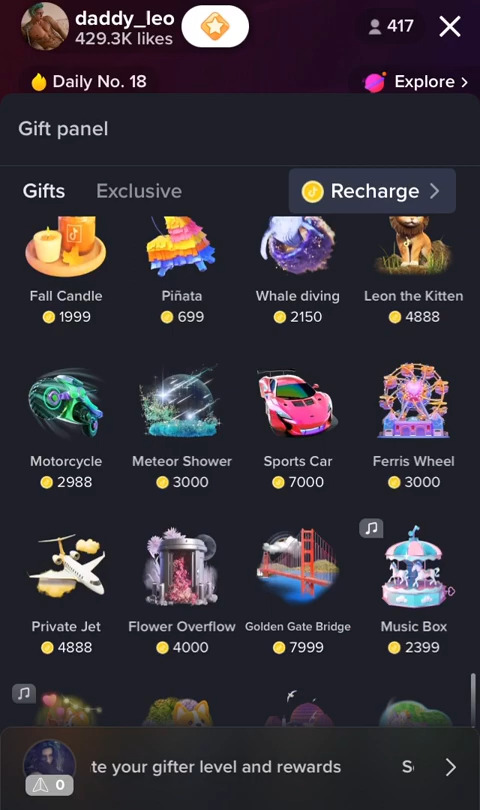 daddy_leo
429.3K likes
417
Daily No. 18
Explore >
Gift panel
Gifts Exclusive Recharge >
Fall Candle Piñata Whale diving Leon the Kitten
1999 699 2150 4888
Motorcycle Meteor Shower Sports Car Ferris Wheel
2988 3000 7000 3000
Private Jet Flower Overflow Golden Gate Bridge Music Box
4888 4000 7999 2399
0 te your gifter level and rewards